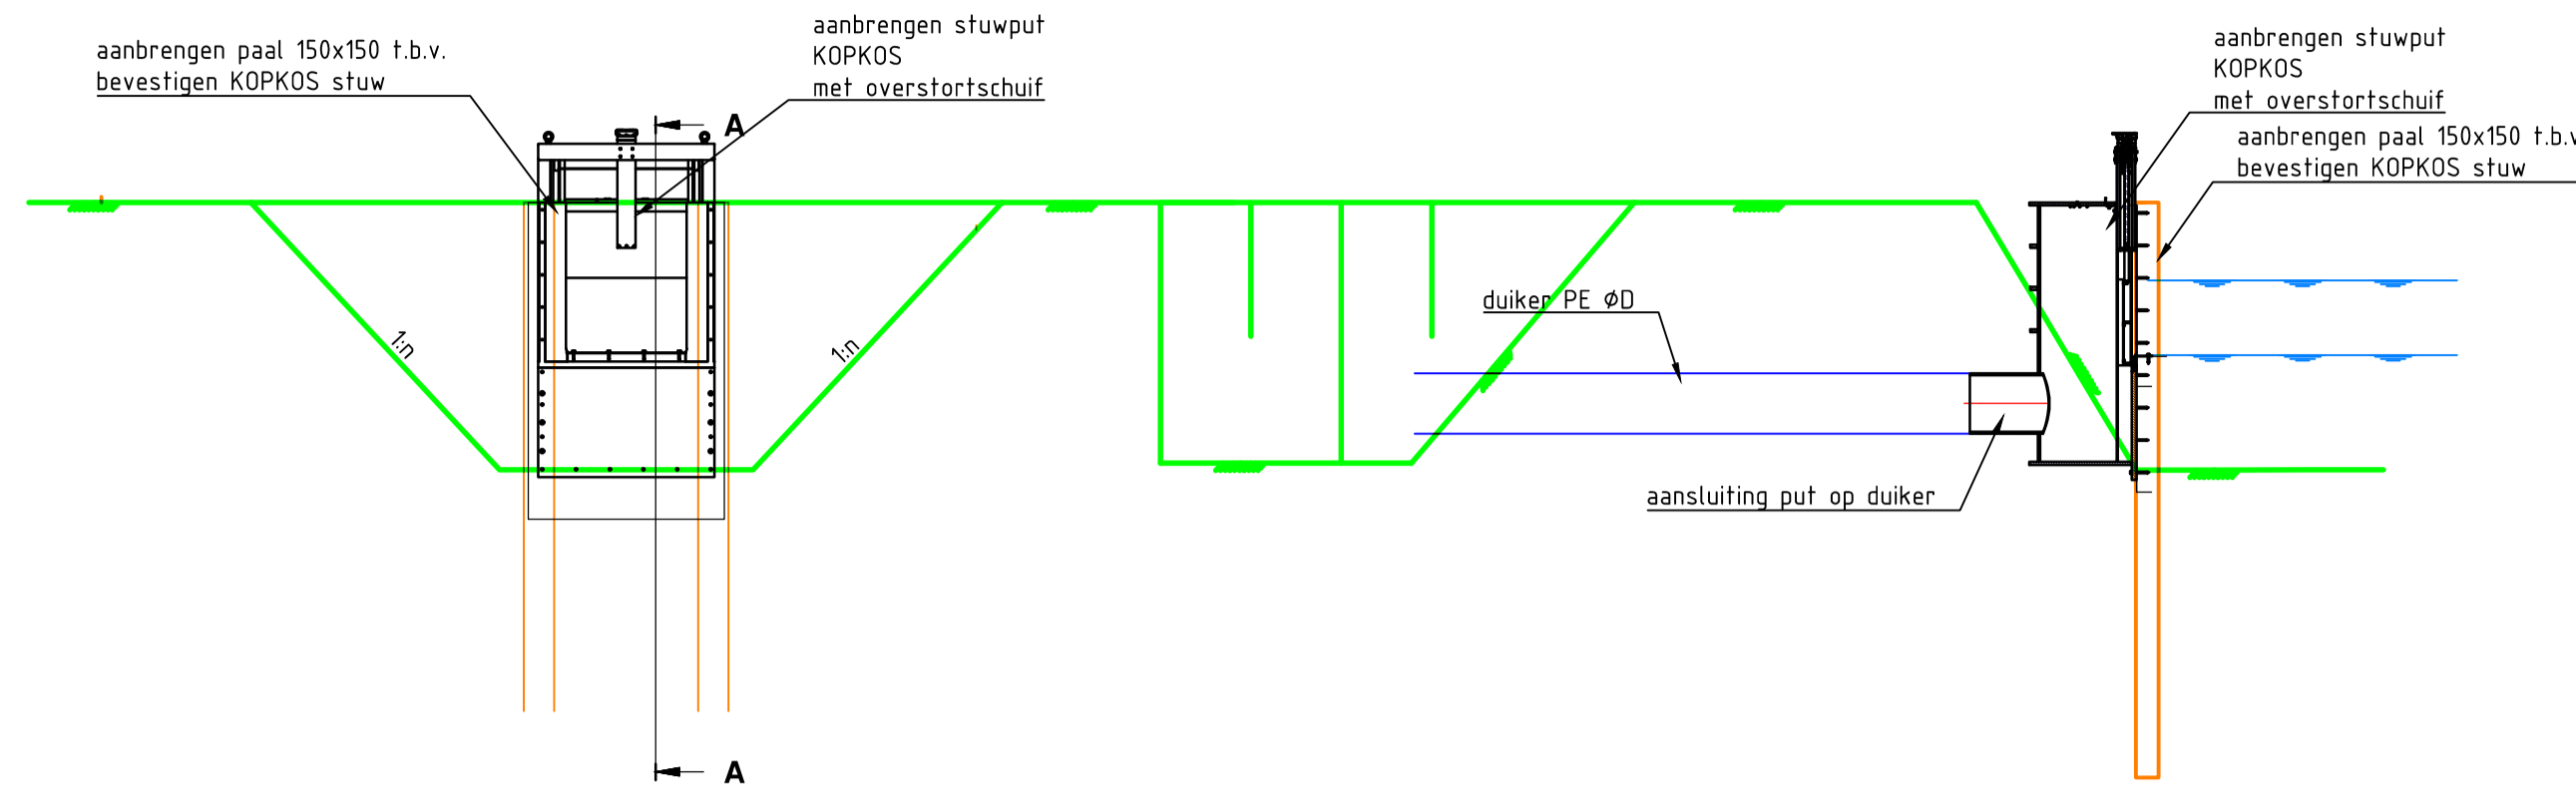 aanbrengen paal 150x150 t.b.v.
bevestigen KOPKOS stuw
aanbrengen stuwput
KOPKOS
met overstortschuif
A
1:n
1:n
A
duiker PE ØD
aansluiting put op duiker
aanbrengen stuwput
KOPKOS
met overstortschuif
aanbrengen paal 150x150 t.b.v
bevestigen KOPKOS stuw